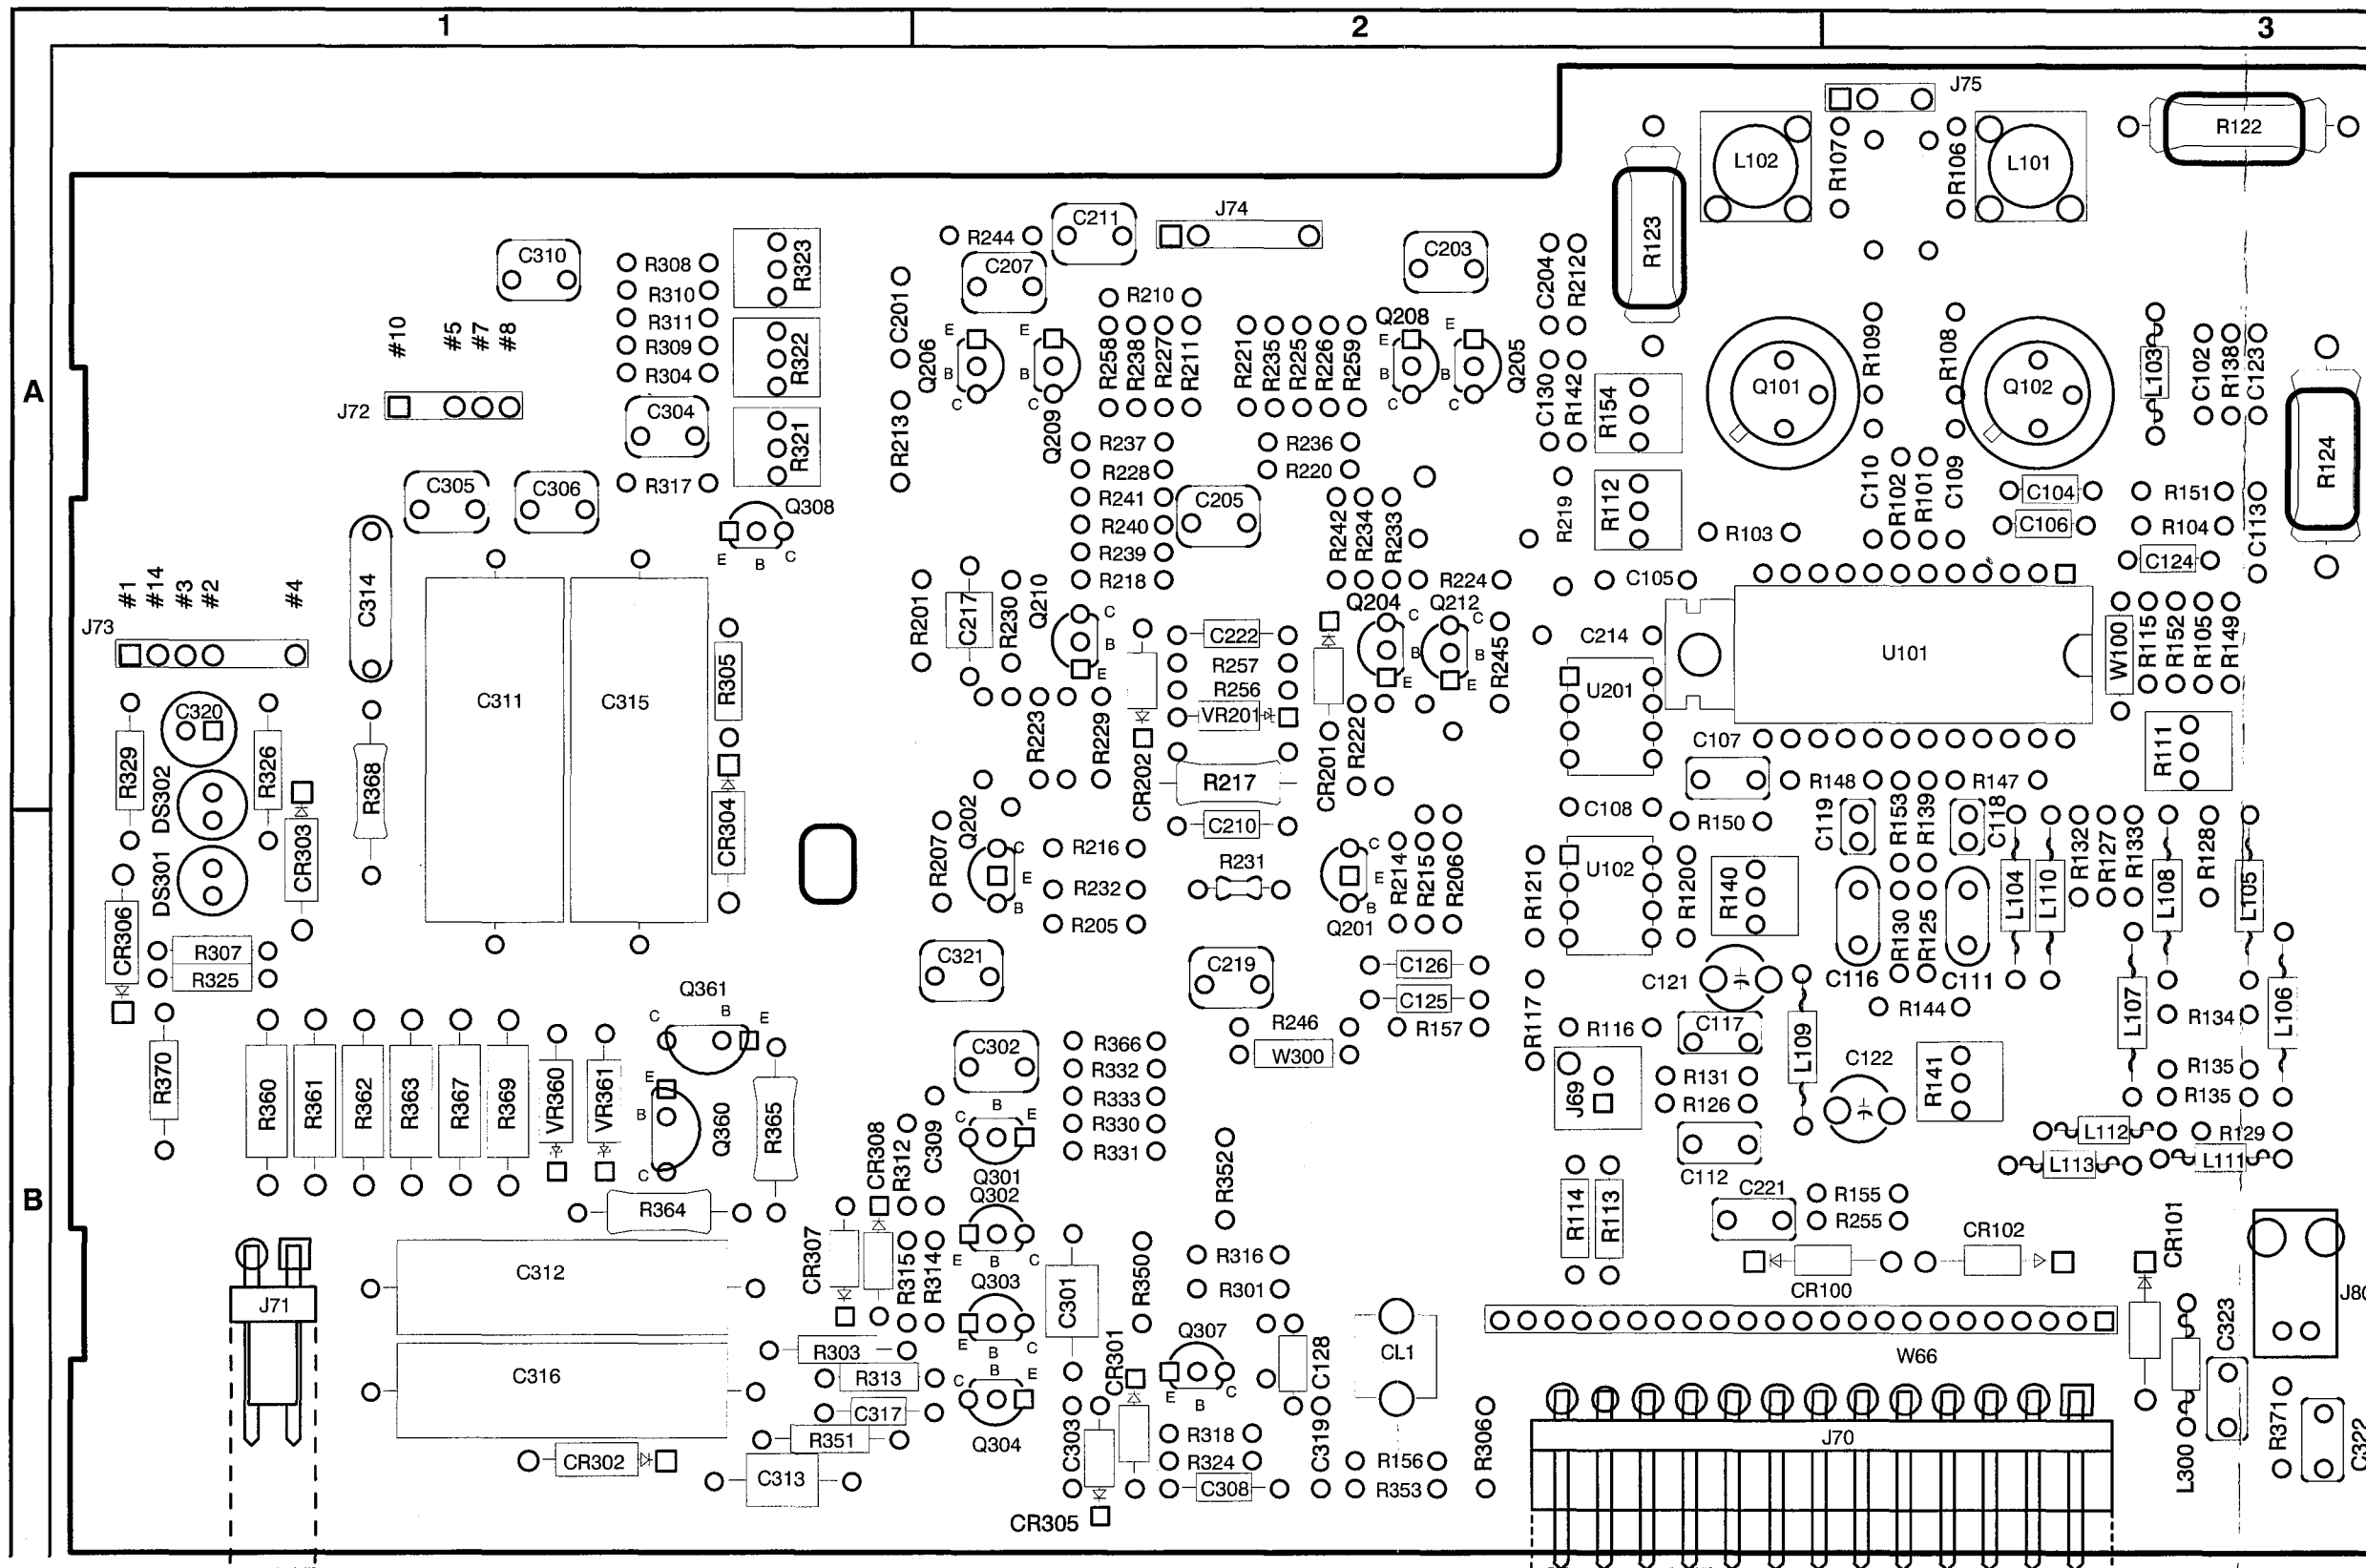 1 2 3
J75
R122
L102 R107 R106 L101
R123
J74
C211
R244
C207
C203
C310
R308
R323
R310
R311
R309
R304
R322
R321
C304
R317
C201
R213
R210
C204 R212
#10 #5 #7 #8
J72
A
Q206
E
B
C
E
B
C
Q209
R258 R238 R227 R211
R221 R235 R225 R226 R259
Q208
E
B
C
E
B
C
Q205
C130 R142
R154
Q101
R109 R108
Q102
L103
C102 R138 C123
R124
R237
R228
R241
R240
R239
R218
R236
R220
C205
R242 R234 R233
R219
R112
C110 R102 R101 C109
C104
C106
R103
R151
R104
C124
C113
C305 C306
Q308
E B C
C314
#1 #14 #3 #2 #4
J73
R201 C217 R230 Q210
C
B
E
R224
C105
C222
R257
R256
VR201
Q204
Q212
C
B
E
C
B
E
R245
C214
U201
U101
W100 R115 R152 R105 R149
C311 C315
R305
C320
R329 DS302 R326
R368
R223 R229
CR202
R217
CR201 R222
C107
R111
R148 R147
CR303
CR304
DS301
CR306
R207 Q202
C
E
B
C210
R216
R232
R205
R231
C
E
B
Q201
R214 R215 R206
C108
R150
U102
R121 R120
R140
C119 R153 R139 C118
R132 R127 R133
L104 L110 L108
R128 L105
R307
R325
C321
C219
C126
C125
R157
R246
W300
R117
R116
C121
C117
L109
C116 R130 R125 C111
R144
L107
R134
L106
R370
Q361
C B E
R360 R361 R362 R363 R367 R369 VR360 VR361
E
B
C
Q360
R365
C302
R366
R332
R333
R330
R331
C309
R312
CR308
C B E
Q301
Q302
E B C
R352
J69
R131
R126
C112
C122
R141
R135
R135
L112
L113
R129
L111
B
R364
R114 R113
C221
R155
R255
CR102
CR100
CR101
C312
J71
CR307
R315 R314
Q303
E B C
C301
R350
R316
R301
C316
R303
R313
C317
R351
C B E
Q304
CR302
C313
CR301
Q307
E B C
C128
CL1
W66
C323
J80
C303
R318
R324
C308
C319
R156
R353
R306
J70
L300
R371
C322
CR305